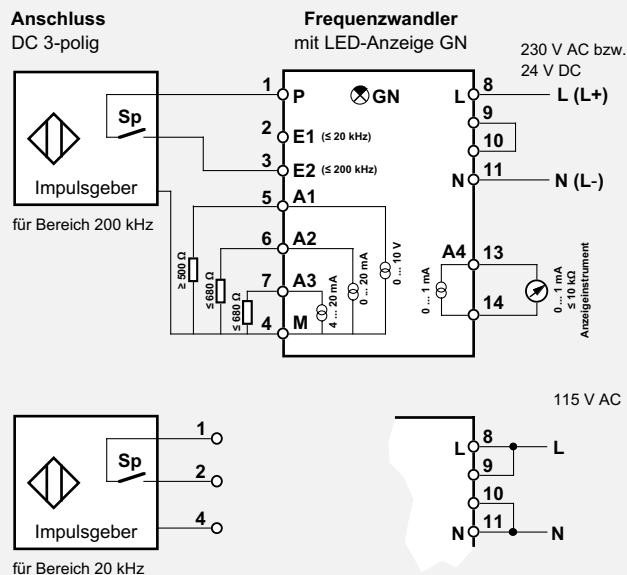 Anschluss
DC 3-polig
Frequenzwandler
mit LED-Anzeige GN
230 V AC bzw.
24 V DC
Sp
Impulsgeber
für Bereich 200 kHz
1
P
GN
2
E1 (≤ 20 kHz)
3
E2 (≤ 200 kHz)
5
A1
6
A2
7
A3
4
M
≥ 500 Ω
≤ 680 Ω
≤ 680 Ω
4 ... 20 mA
0 ... 20 mA
0 ... 10 V
L
8
L (L+)
9
10
N
11
N (L-)
A4
13
14
0 ... 1 mA
0 ... 1 mA
≤ 10 kΩ
Anzeigeinstrument
Sp
Impulsgeber
für Bereich 20 kHz
1
2
4
115 V AC
L
8
L
9
10
N
11
N